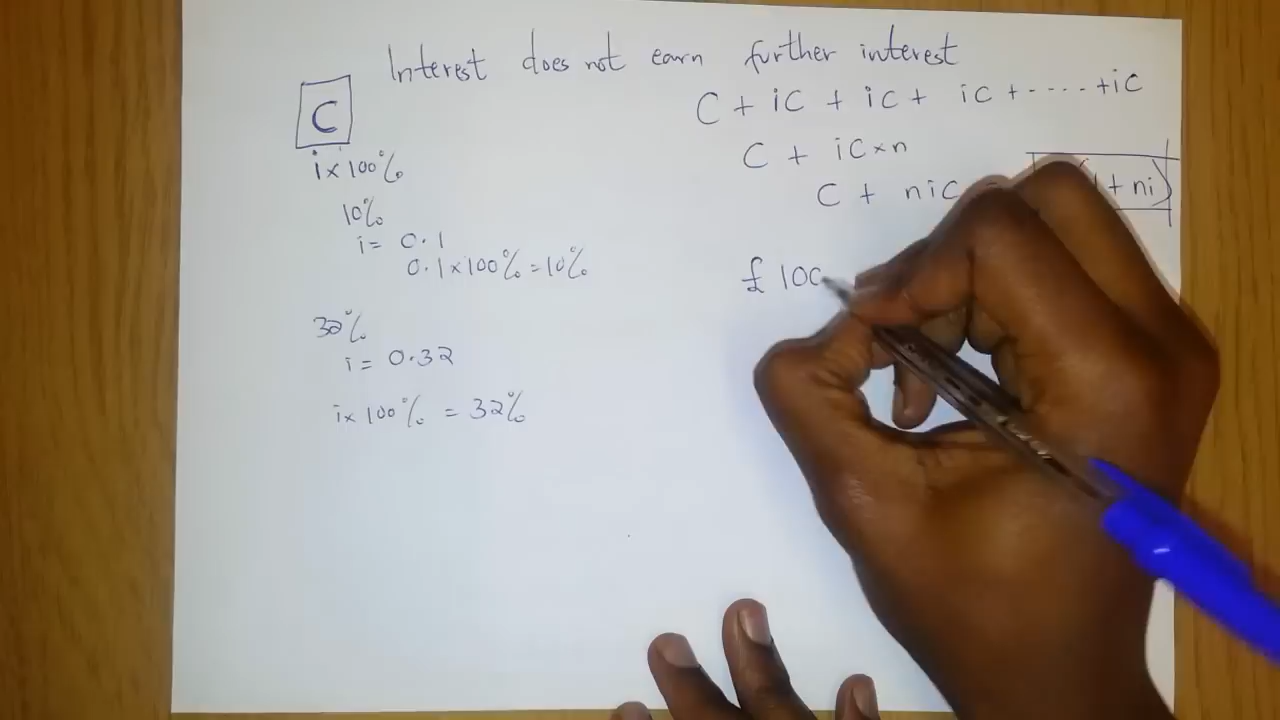 Interest does not earn further interest
C
i × 100%
10%
i = 0.1
0.1 × 100% = 10%
32%
i = 0.32
i × 100% = 32%
C + iC + iC + iC + ---- + iC
C + iC × n
C + niC
+ ni)
£ 100